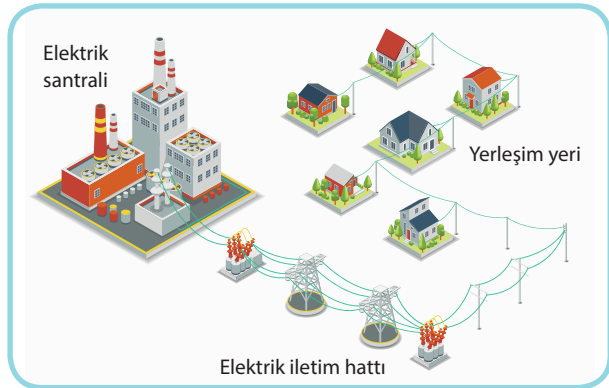 Elektrik
santrali
Yerleşim yeri
Elektrik iletim hattı